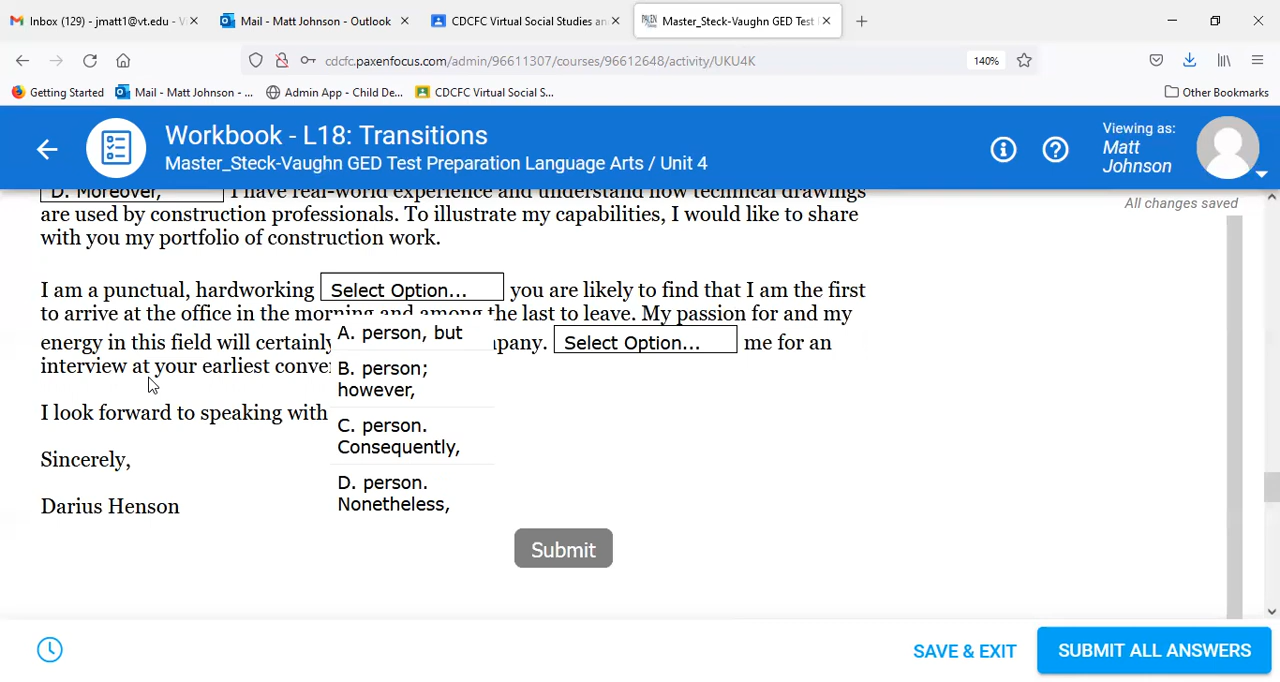 Inbox (129) - jmatt1@vt.edu - V
Mail - Matt Johnson - Outlook
CDCFC Virtual Social Studies an
Master_Steck-Vaughn GED Test
cdcfc.paxenfocus.com/admin/96611307/courses/96612648/activity/UKU4K
140%
Getting Started
Mail - Matt Johnson - ...
Admin App - Child De...
CDCFC Virtual Social S...
Other Bookmarks
Workbook - L18: Transitions
Master_Steck-Vaughn GED Test Preparation Language Arts / Unit 4
Viewing as:
Matt
Johnson
All changes saved
D. Moreover, I have real-world experience and understand how technical drawings
are used by construction professionals. To illustrate my capabilities, I would like to share
with you my portfolio of construction work.
I am a punctual, hardworking Select Option... you are likely to find that I am the first
to arrive at the office in the morning and among the last to leave. My passion for and my
energy in this field will certainly pany. Select Option... me for an
interview at your earliest conver
I look forward to speaking with
Sincerely,
Darius Henson
A. person, but
B. person;
however,
C. person.
Consequently,
D. person.
Nonetheless,
Submit
SAVE & EXIT
SUBMIT ALL ANSWERS